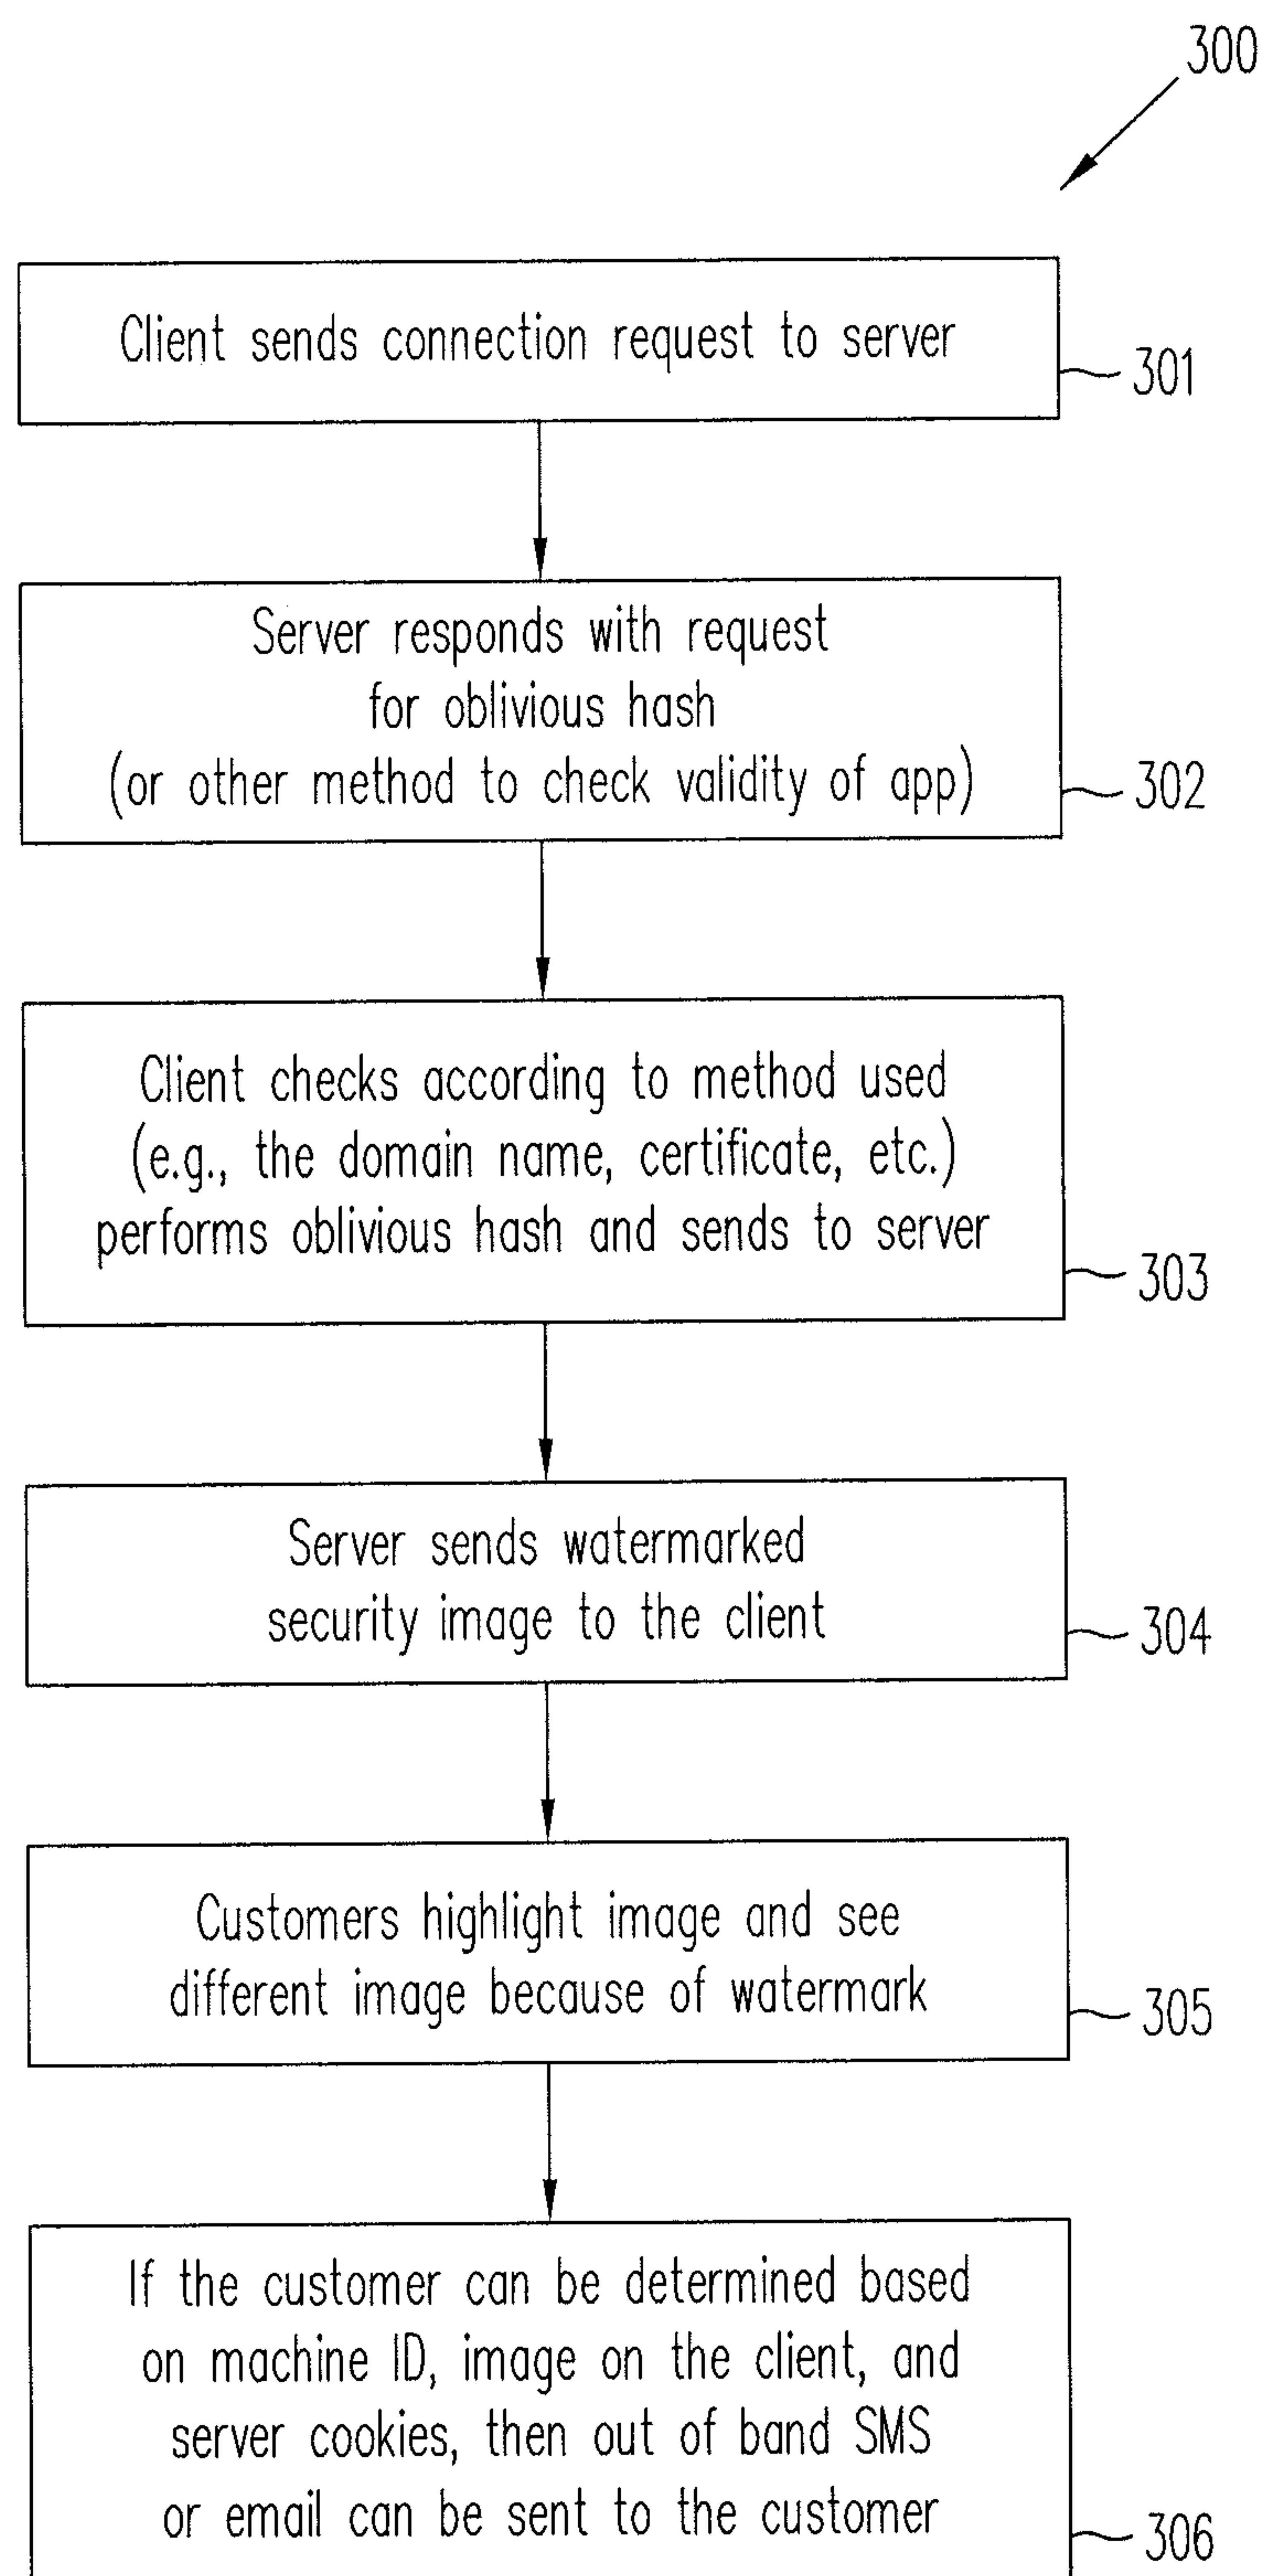 300
Client sends connection request to server
301
Server responds with request
for oblivious hash
(or other method to check validity of app)
302
Client checks according to method used
(e.g., the domain name, certificate, etc.)
performs oblivious hash and sends to server
303
Server sends watermarked
security image to the client
304
Customers highlight image and see
different image because of watermark
305
If the customer can be determined based
on machine ID, image on the client, and
server cookies, then out of band SMS
or email can be sent to the customer
306